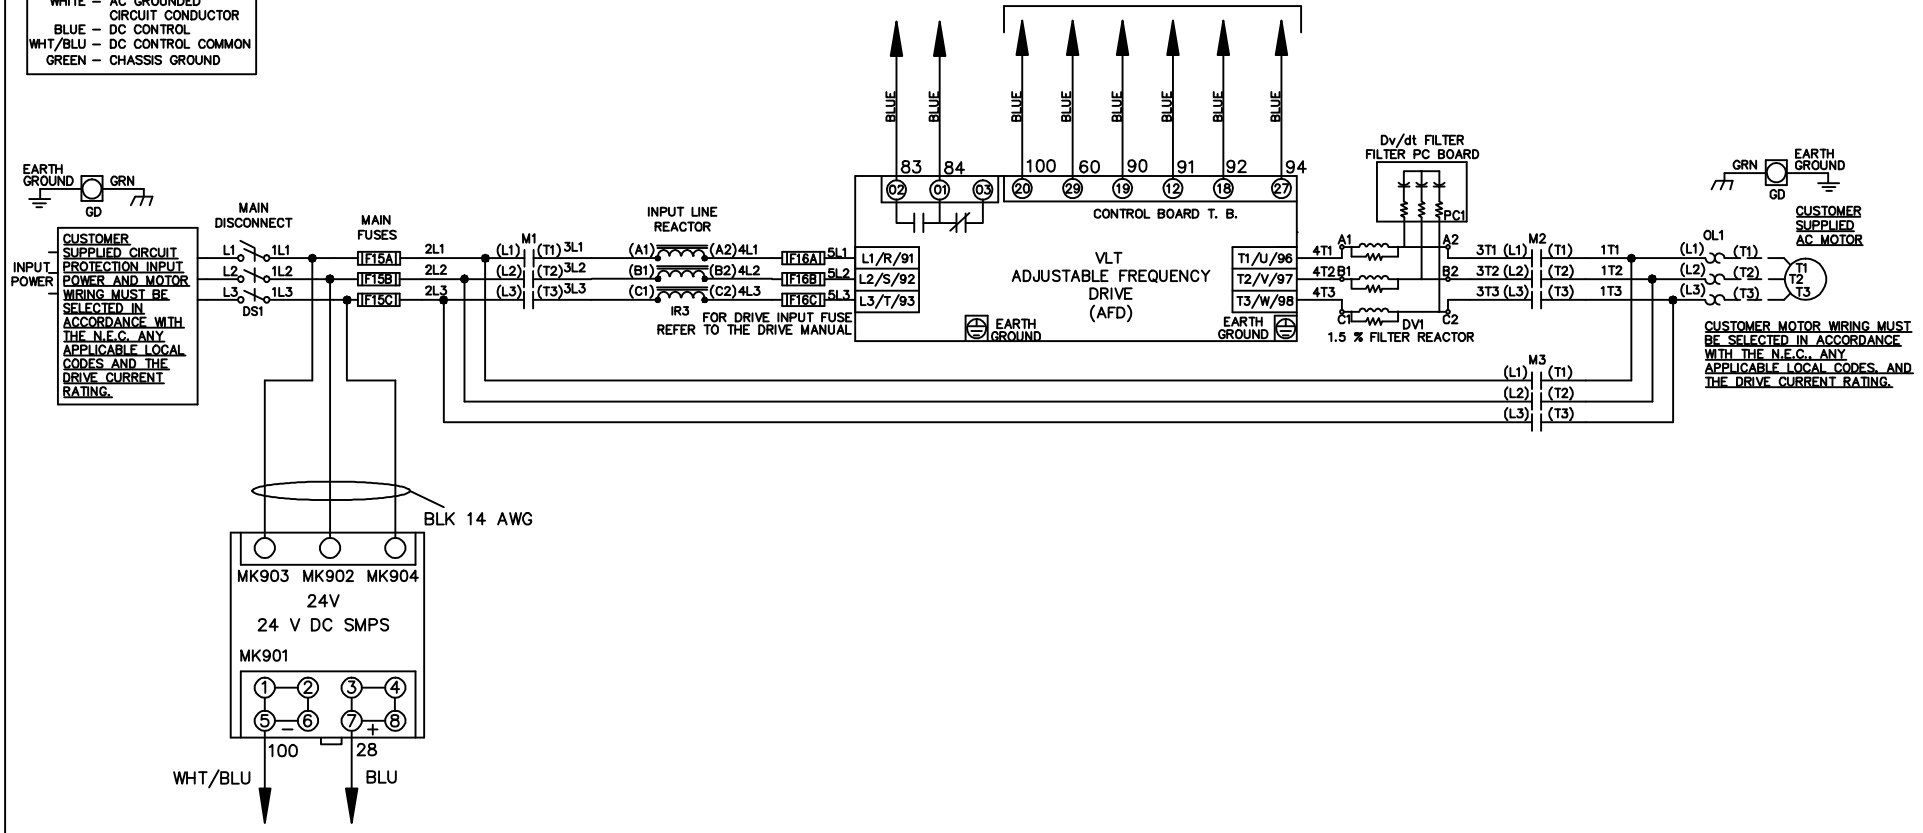 WHITE – AC GROUNDED
CIRCUIT CONDUCTOR
BLUE – DC CONTROL
WHT/BLU – DC CONTROL COMMON
GREEN – CHASSIS GROUND
BLUE
BLUE
BLUE
BLUE
BLUE
BLUE
BLUE
BLUE
83 84 100 60 90 91 92 94
02 01 03 20 29 19 12 18 27
CONTROL BOARD T. B.
EARTH
GROUND
GRN
GD
CUSTOMER
SUPPLIED CIRCUIT
PROTECTION INPUT
POWER AND MOTOR
WIRING MUST BE
SELECTED IN
ACCORDANCE WITH
THE N.E.C. ANY
APPLICABLE LOCAL
CODES AND THE
DRIVE CURRENT
RATING.
INPUT
POWER
MAIN
DISCONNECT
L1 1L1
L2 1L2
L3 1L3
DS1
MAIN
FUSES
F15A 2L1
F15B 2L2
F15C 2L3
M1
(L1) (T1) 3L1
(L2) (T2) 3L2
(L3) (T3) 3L3
INPUT LINE
REACTOR
(A1) (A2) 4L1
(B1) (B2) 4L2
(C1) (C2) 4L3
IR3
F16A 5L1
F16B 5L2
F16C 5L3
FOR DRIVE INPUT FUSE
REFER TO THE DRIVE MANUAL
L1/R/91
L2/S/92
L3/T/93
VLT
ADJUSTABLE FREQUENCY
DRIVE
(AFD)
EARTH
GROUND
EARTH
GROUND
T1/U/96
T2/V/97
T3/W/98
4T1
4T2
4T3
Dv/dt FILTER
FILTER PC BOARD
PC1
A1 A2
B1 B2
C1 C2
DV1
1.5 % FILTER REACTOR
M2
3T1 (L1) (T1) 1T1
3T2 (L2) (T2) 1T2
3T3 (L3) (T3) 1T3
M3
(L1) (T1)
(L2) (T2)
(L3) (T3)
OL1
(L1) (T1)
(L2) (T2)
(L3) (T3)
T1
T2
T3
GRN
GD
EARTH
GROUND
CUSTOMER
SUPPLIED
AC MOTOR
CUSTOMER MOTOR WIRING MUST
BE SELECTED IN ACCORDANCE
WITH THE N.E.C., ANY
APPLICABLE LOCAL CODES, AND
THE DRIVE CURRENT RATING.
BLK 14 AWG
MK903 MK902 MK904
24V
24 V DC SMPS
MK901
1 2 3 4
5 6 7 8
– +
100 28
WHT/BLU BLU